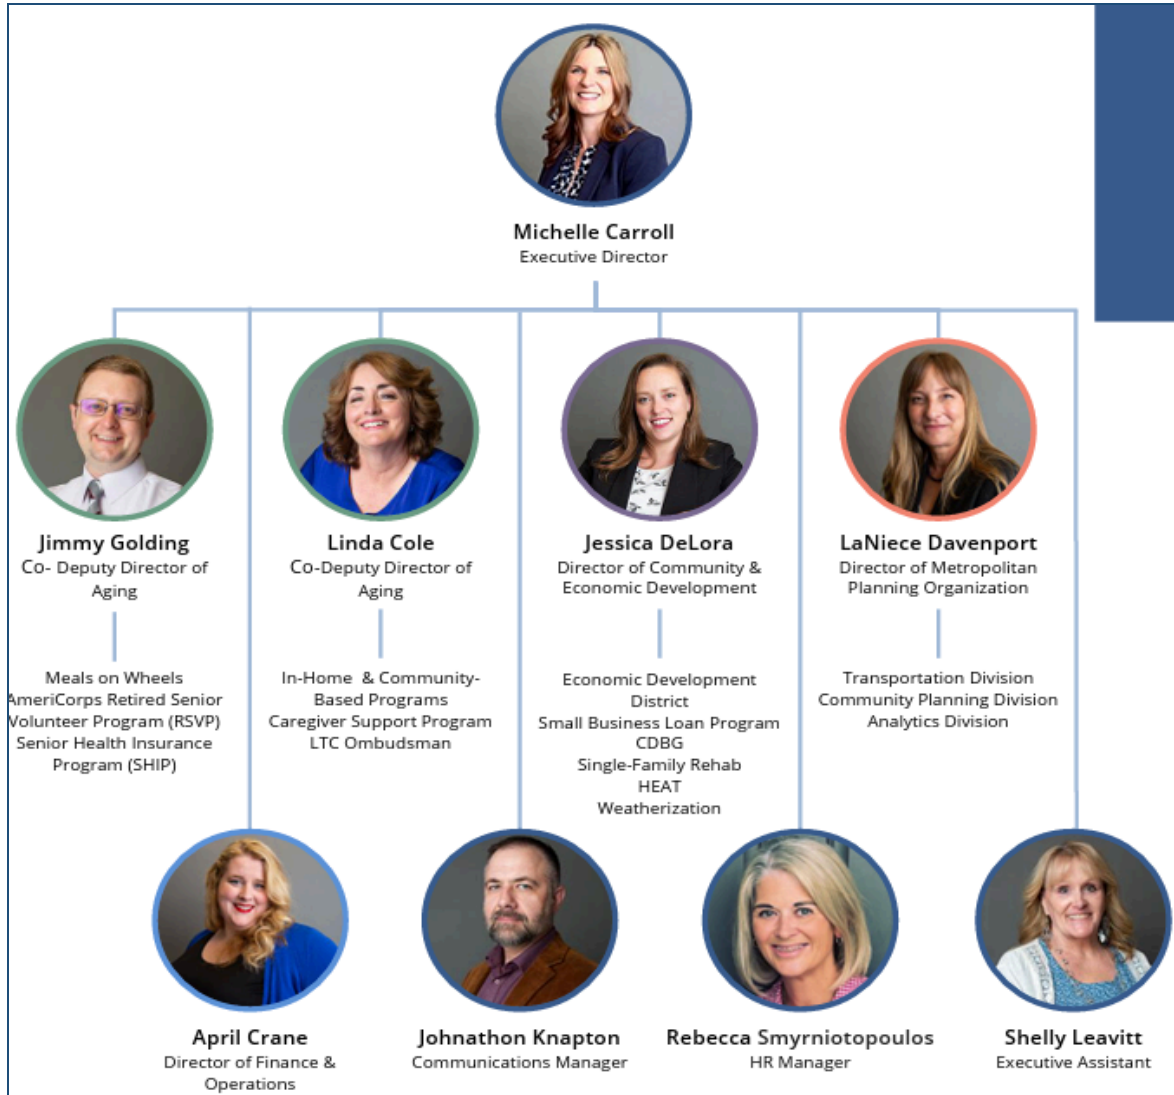 Michelle Carroll
Executive Director
Jimmy Golding
Co- Deputy Director of
Aging
Meals on Wheels
AmeriCorps Retired Senior
Volunteer Program (RSVP)
Senior Health Insurance
Program (SHIP)
Linda Cole
Co-Deputy Director of
Aging
In-Home & Community-
Based Programs
Caregiver Support Program
LTC Ombudsman
Jessica DeLora
Director of Community &
Economic Development
Economic Development
District
Small Business Loan Program
CDBG
Single-Family Rehab
HEAT
Weatherization
LaNiece Davenport
Director of Metropolitan
Planning Organization
Transportation Division
Community Planning Division
Analytics Division
April Crane
Director of Finance &
Operations
Johnathon Knapton
Communications Manager
Rebecca Smyrniotopoulos
HR Manager
Shelly Leavitt
Executive Assistant